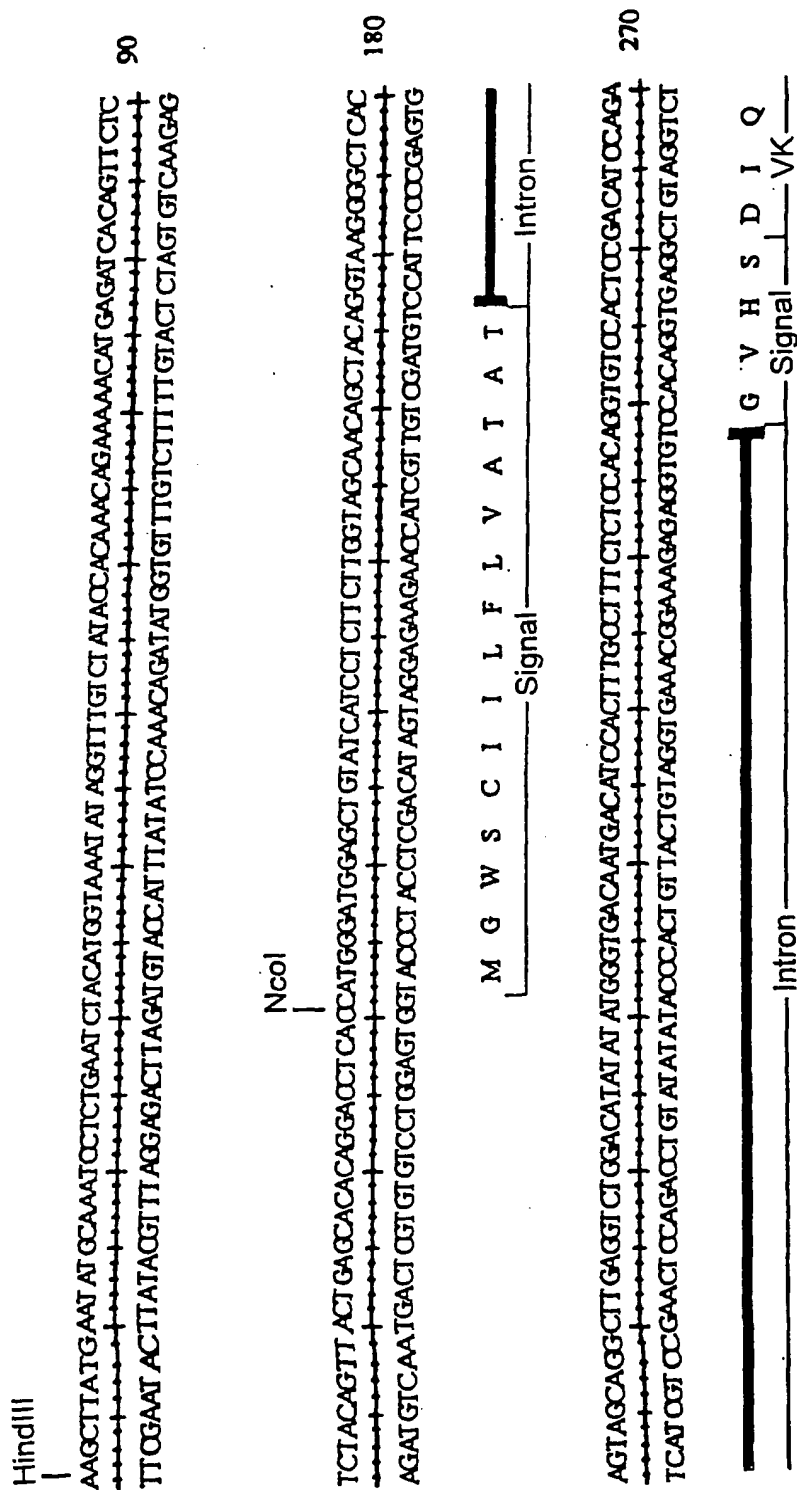 HindIII
AAGCTTATGAATATGCAAATCCTCTGAATCTACATGGTAAATATAGGTTTGTCTATACCACAAACAGAAAAACATGAGATCACAGTTCTC
90
TTCGAATACTTATACGTTTAGGAGACTTAGATGTACCATTTATATCCAAACAGATATGGTGTTTGTCTTTTTGTACTCTAGTGTCAAGAG
NcoI
TCTACAGTTACTGAGCACACAGGACCTCACCATGGGATGGAGCTGTATCATCCTCTTCTTGGTAGCAACAGCTACAGGTAAGGGGCTCAC
180
AGATGTCAATGACTCGTGTGTCCTGGAGTGGTACCCTACCTCGACATAGTAGGAGAAGAACCATCGTTGTCGATGTCCATTCCCCGAGTG
M G W S C I I L F L V A T A T
Signal Intron
AGTAGCAGGCTTGAGGTCTGGACATATATATGGGTGACAATGACATCCACTTTGCCTTTCTCTCCACAGGTGTCCACTCCGACATCCAGA
270
TCATCGTCCGAACTCCAGACCTGTATATATACCCACTGTTACTGTAGGTGAAACGGAAAGAGAGGTGTCCACAGGTGAGGCTGTAGGTCT
G V H S D I Q
Intron Signal VK